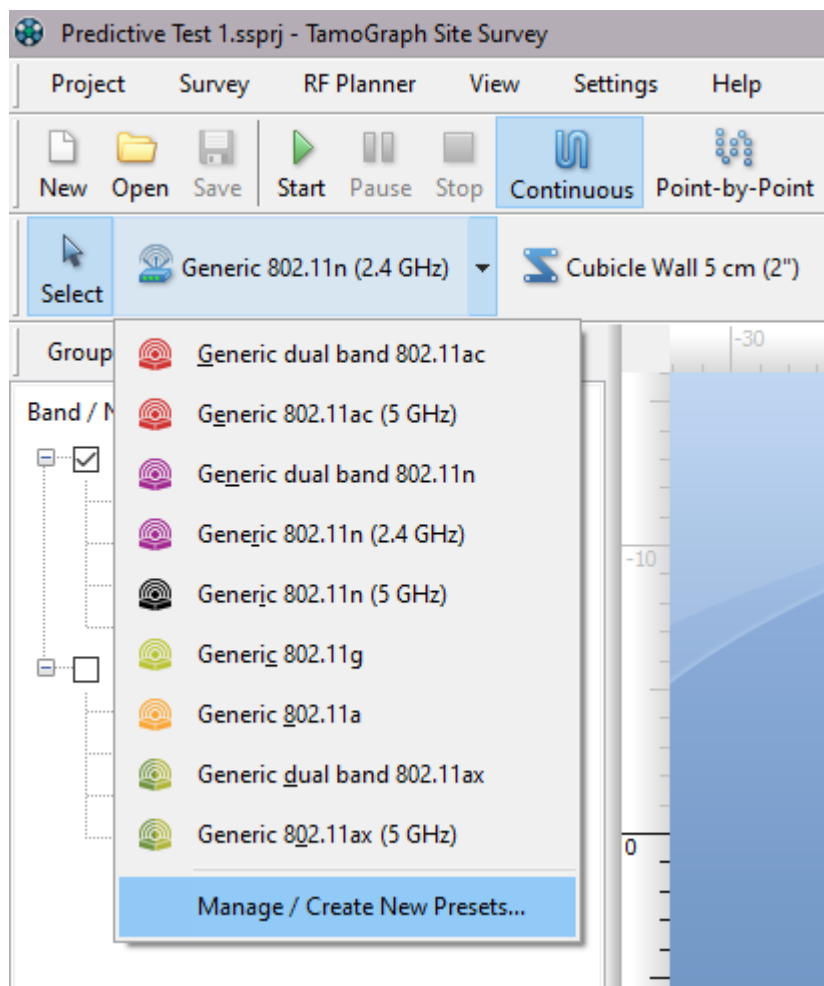 Predictive Test 1.ssprj - TamoGraph Site Survey
Project Survey RF Planner View Settings Help
New Open Save Start Pause Stop Continuous Point-by-Point
Select Generic 802.11n (2.4 GHz) Cubicle Wall 5 cm (2")
Group
-30
Band /
Generic dual band 802.11ac
Generic 802.11ac (5 GHz)
Generic dual band 802.11n
Generic 802.11n (2.4 GHz)
-10
Generic 802.11n (5 GHz)
Generic 802.11g
Generic 802.11a
Generic dual band 802.11ax
Generic 802.11ax (5 GHz)
0
Manage / Create New Presets...